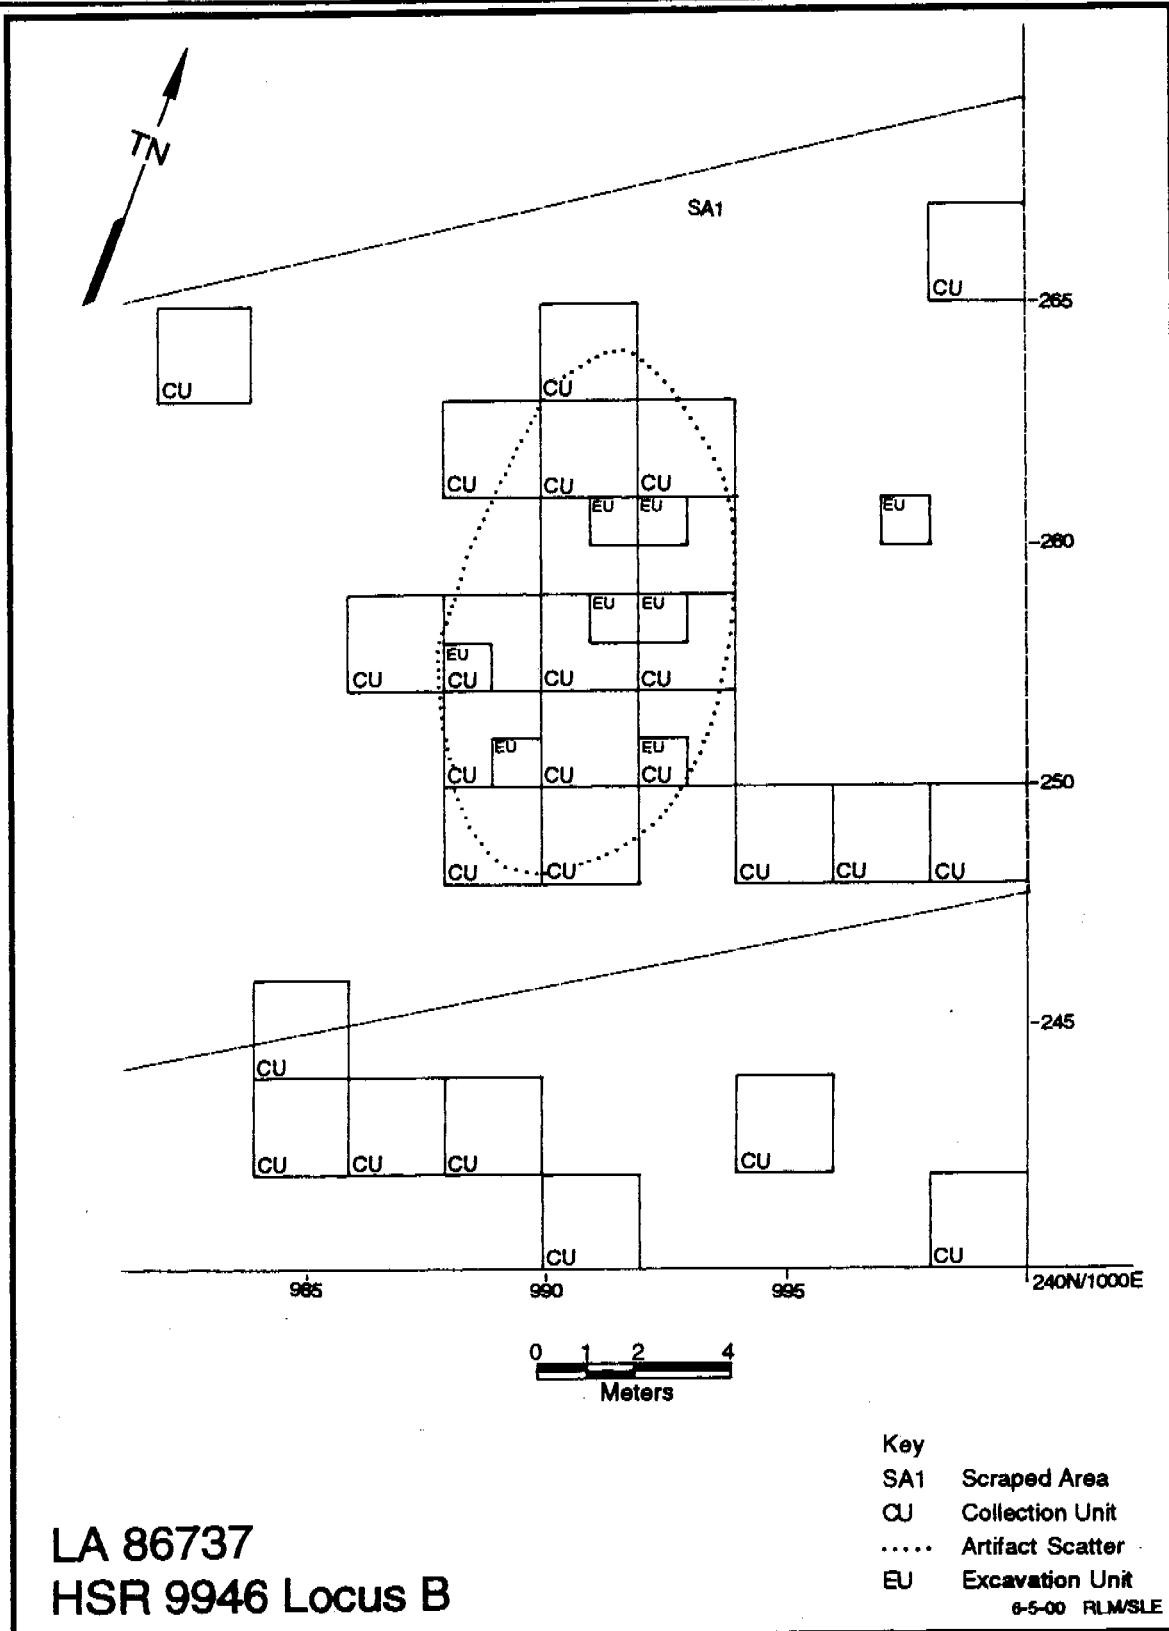 TN
SA1
CU
265
CU
CU
CU CU CU
EU EU EU
260
EU EU
EU
CU CU CU CU
EU EU
CU CU CU
250
CU CU CU CU CU
245
CU
CU CU CU CU
CU CU
985 990 995 240N/1000E
0 1 2 4
Meters
Key
SA1 Scraped Area
CU Collection Unit
..... Artifact Scatter
EU Excavation Unit
6-5-00 RLM/SLE
LA 86737
HSR 9946 Locus B